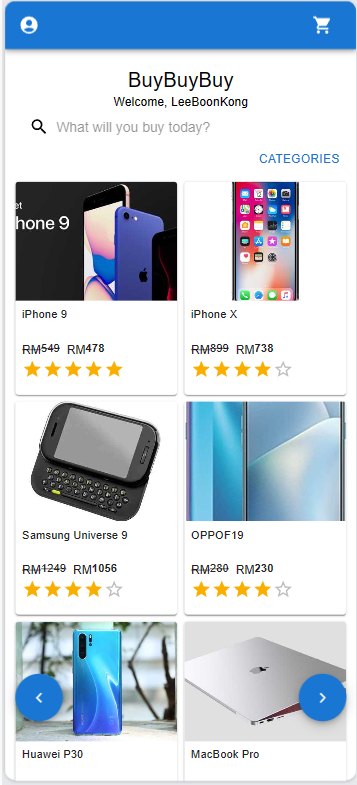 BuyBuyBuy
Welcome, LeeBoonKong
What will you buy today?
CATEGORIES
et
hone 9
iPhone 9
RM549 RM478
iPhone X
RM899 RM738
Samsung Universe 9
RM1249 RM1056
OPPOF19
RM280 RM230
Huawei P30
MacBook Pro